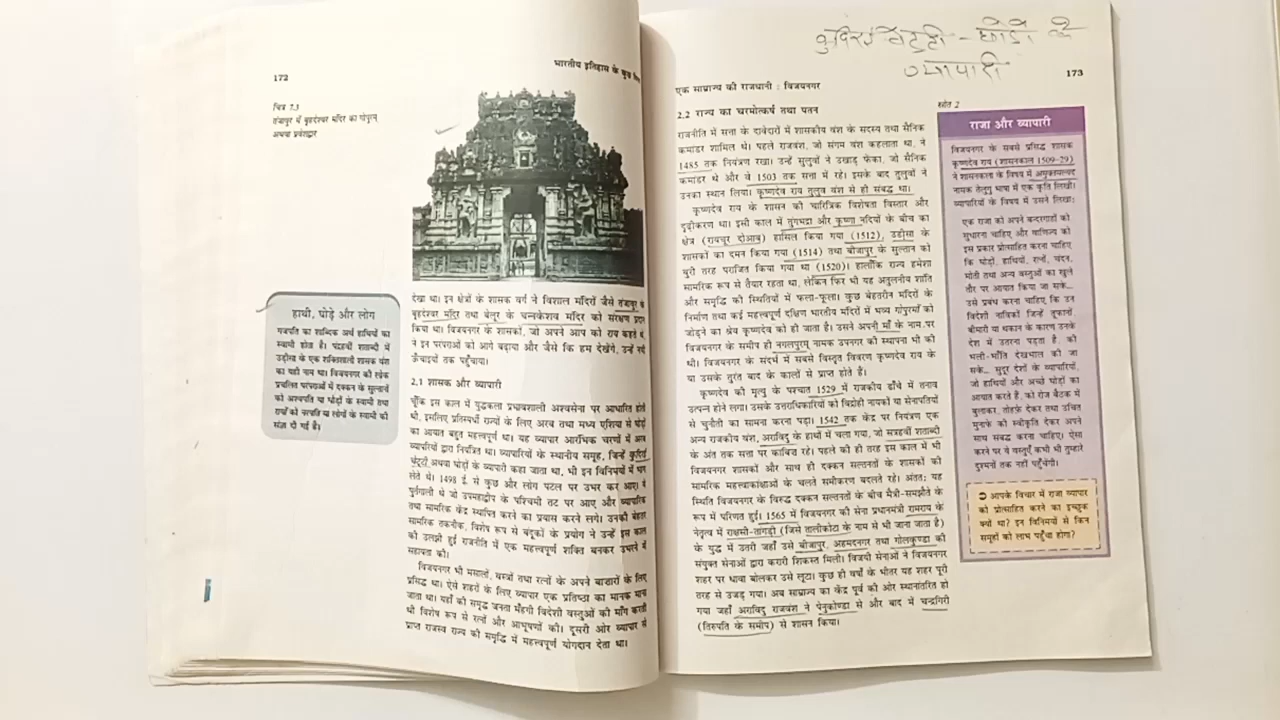 172
भारतीय इतिहास के कुछ
चित्र 7.3
तंजावुर में बृहदेश्वर मंदिर का गोपुरम्
अथवा प्रवेशद्वार
हाथी, घोड़े और लोग
गजपति का शाब्दिक अर्थ हाथियों का
स्वामी होता है। पंद्रहवीं शताब्दी में
उड़ीसा के एक शक्तिशाली शासक वंश
का यही नाम था। विजयनगर की लोक
प्रचलित परंपराओं में दक्कन के सुल्तानों
को अश्वपति या घोड़ों के स्वामी तथा
रायों को नरपति या लोगों के स्वामी की
संज्ञा दी गई है।
देखा था। इन क्षेत्रों के शासक वर्ग ने विशाल मंदिरों जैसे तंजावुर के
बृहदेश्वर मंदिर तथा बेलूर के चन्नकेशव मंदिर को संरक्षण प्रदान
किया था। विजयनगर के शासकों, जो अपने आप को राय कहते थे,
ने इन परंपराओं को आगे बढ़ाया और जैसे कि हम देखेंगे, उन्हें नयी
ऊँचाइयों तक पहुँचाया।
2.1 शासक और व्यापारी
चूँकि इस काल में युद्धकला प्रभावशाली अश्वसेना पर आधारित होती
थी, इसलिए प्रतिस्पर्धी राज्यों के लिए अरब तथा मध्य एशिया से घोड़ों
का आयात बहुत महत्वपूर्ण था। यह व्यापार आरंभिक चरणों में अरब
व्यापारियों द्वारा नियंत्रित था। व्यापारियों के स्थानीय समूह, जिन्हें कुदिरई
चेट्टी अथवा घोड़ों के व्यापारी कहा जाता था, भी इन विनिमयों में भाग
लेते थे। 1498 ई. से कुछ और लोग पटल पर उभर कर आए। ये
पुर्तगाली थे जो उपमहाद्वीप के पश्चिमी तट पर आए और व्यापारिक
तथा सामरिक केंद्र स्थापित करने का प्रयास करने लगे। उनकी बेहतर
सामरिक तकनीक, विशेष रूप से बंदूकों के प्रयोग ने उन्हें इस काल
की उलझी हुई राजनीति में एक महत्त्वपूर्ण शक्ति बनकर उभरने में
सहायता की।
विजयनगर भी मसालों, वस्त्रों तथा रत्नों के अपने बाज़ारों के लिए
प्रसिद्ध था। ऐसे शहरों के लिए व्यापार एक प्रतिष्ठा का मानक माना
जाता था। यहाँ की समृद्ध जनता मँहगी विदेशी वस्तुओं की माँग करती
थी विशेष रूप से रत्नों और आभूषणों की। दूसरी ओर व्यापार से
प्राप्त राजस्व राज्य की समृद्धि में महत्त्वपूर्ण योगदान देता था।
कुदिरई चेट्टी - घोड़ों के
व्यापारी
एक साम्राज्य की राजधानी : विजयनगर
173
2.2 राज्य का चरमोत्कर्ष तथा पतन
राजनीति में सत्ता के दावेदारों में शासकीय वंश के सदस्य तथा सैनिक
कमांडर शामिल थे। पहले राजवंश, जो संगम वंश कहलाता था, ने
1485 तक नियंत्रण रखा। उन्हें सुलुवों ने उखाड़ फेंका, जो सैनिक
कमांडर थे और वे 1503 तक सत्ता में रहे। इसके बाद तुलुवों ने
उनका स्थान लिया। कृष्णदेव राय तुलुव वंश से ही संबद्ध था।
कृष्णदेव राय के शासन की चारित्रिक विशेषता विस्तार और
दृढ़ीकरण था। इसी काल में तुंगभद्रा और कृष्णा नदियों के बीच का
क्षेत्र (रायचूर दोआब) हासिल किया गया (1512), उड़ीसा के
शासकों का दमन किया गया (1514) तथा बीजापुर के सुल्तान को
बुरी तरह पराजित किया गया था (1520)। हालाँकि राज्य हमेशा
सामरिक रूप से तैयार रहता था, लेकिन फिर भी यह अतुलनीय शांति
और समृद्धि की स्थितियों में फला-फूला। कुछ बेहतरीन मंदिरों के
निर्माण तथा कई महत्त्वपूर्ण दक्षिण भारतीय मंदिरों में भव्य गोपुरमों को
जोड़ने का श्रेय कृष्णदेव को ही जाता है। उसने अपनी माँ के नाम पर
विजयनगर के समीप ही नगलपुरम् नामक उपनगर की स्थापना भी की
थी। विजयनगर के संदर्भ में सबसे विस्तृत विवरण कृष्णदेव राय के
या उसके तुरंत बाद के कालों से प्राप्त होते हैं।
कृष्णदेव की मृत्यु के पश्चात 1529 में राजकीय ढाँचे में तनाव
उत्पन्न होने लगा। उसके उत्तराधिकारियों को विद्रोही नायकों या सेनापतियों
से चुनौती का सामना करना पड़ा। 1542 तक केंद्र पर नियंत्रण एक
अन्य राजकीय वंश, अराविदु के हाथों में चला गया, जो सत्रहवीं शताब्दी
के अंत तक सत्ता पर काबिज़ रहे। पहले की ही तरह इस काल में भी
विजयनगर शासकों और साथ ही दक्कन सल्तनतों के शासकों की
सामरिक महत्त्वाकांक्षाओं के चलते समीकरण बदलते रहे। अंतत: यह
स्थिति विजयनगर के विरुद्ध दक्कन सल्तनतों के बीच मैत्री-समझौते के
रूप में परिणत हुई। 1565 में विजयनगर की सेना प्रधानमंत्री रामराय के
नेतृत्व में राक्षसी-तांगड़ी (जिसे तालीकोटा के नाम से भी जाना जाता है)
के युद्ध में उतरी जहाँ उसे बीजापुर, अहमदनगर तथा गोलकुण्डा की
संयुक्त सेनाओं द्वारा करारी शिकस्त मिली। विजयी सेनाओं ने विजयनगर
शहर पर धावा बोलकर उसे लूटा। कुछ ही वर्षों के भीतर यह शहर पूरी
तरह से उजड़ गया। अब साम्राज्य का केंद्र पूर्व की ओर स्थानांतरित हो
गया जहाँ अराविदु राजवंश ने पेनुकोण्डा से और बाद में चन्द्रगिरी
(तिरुपति के समीप) से शासन किया।
स्रोत 2
राजा और व्यापारी
विजयनगर के सबसे प्रसिद्ध शासक
कृष्णदेव राय (शासनकाल 1509-29)
ने शासनकला के विषय में अमुक्तमल्यद
नामक तेलुगु भाषा में एक कृति लिखी।
व्यापारियों के विषय में उसने लिखा:
एक राजा को अपने बन्दरगाहों को
सुधारना चाहिए और वाणिज्य को
इस प्रकार प्रोत्साहित करना चाहिए
कि घोड़ों, हाथियों, रत्नों, चंदन,
मोती तथा अन्य वस्तुओं का खुले
तौर पर आयात किया जा सके...
उसे प्रबंध करना चाहिए कि उन
विदेशी नाविकों जिन्हें तूफ़ानों,
बीमारी या थकान के कारण उनके
देश में उतरना पड़ता है, की
भली-भाँति देखभाल की जा
सके... सुदूर देशों के व्यापारियों,
जो हाथियों और अच्छे घोड़ों का
आयात करते हैं, को रोज़ बैठक में
बुलाकर, तोहफ़े देकर तथा उचित
मुनाफे की स्वीकृति देकर अपने
साथ संबद्ध करना चाहिए। ऐसा
करने पर ये वस्तुएँ कभी भी तुम्हारे
दुश्मनों तक नहीं पहुँचेंगी।
➲ आपके विचार में राजा व्यापार
को प्रोत्साहित करने का इच्छुक
क्यों था? इन विनिमयों से किन
समूहों को लाभ पहुँचा होगा?